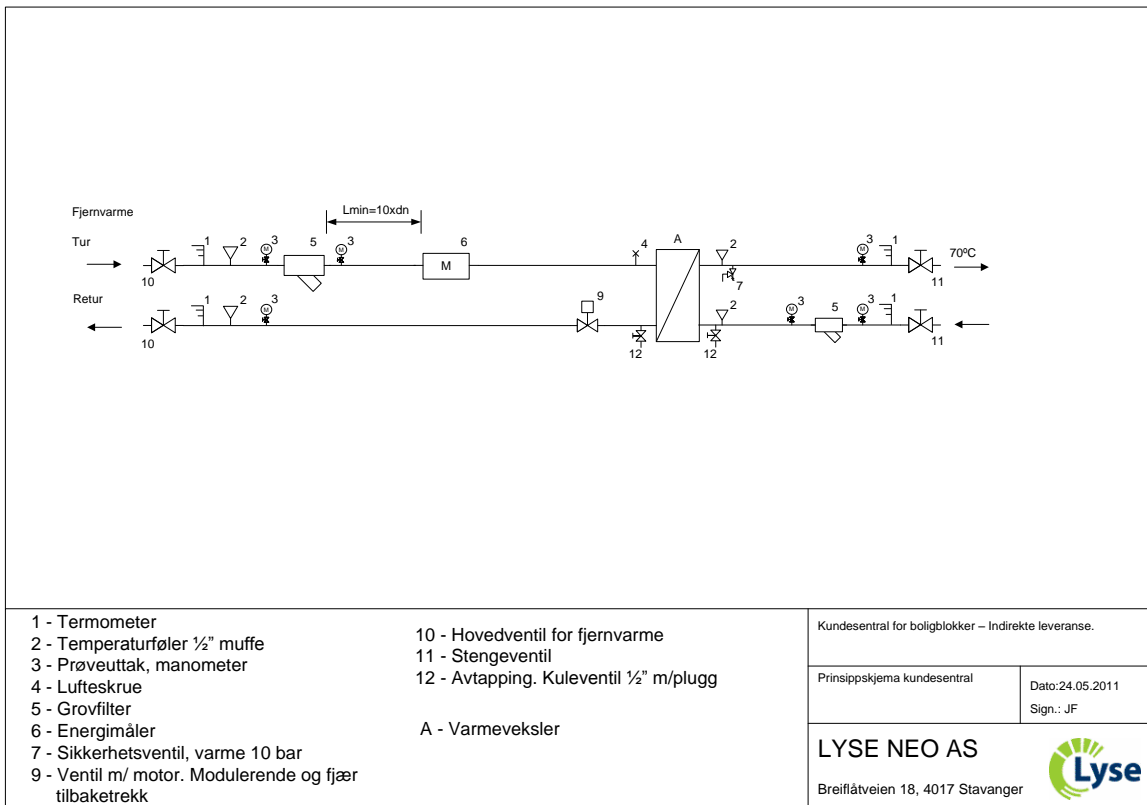 Fjernvarme
Lmin=10xdn
Tur
1
2
3
5
3
6
M
M
M
4
A
2
3
M
1
70ºC
10
7
11
Retur
1
2
3
M
9
2
3
M
5
3
M
1
10
12
12
11
1 - Termometer
2 - Temperaturføler ½” muffe
3 - Prøveuttak, manometer
4 - Lufteskrue
5 - Grovfilter
6 - Energimåler
7 - Sikkerhetsventil, varme 10 bar
9 - Ventil m/ motor. Modulerende og fjær
tilbaketrekk
10 - Hovedventil for fjernvarme
11 - Stengeventil
12 - Avtapping. Kuleventil ½” m/plugg
A - Varmeveksler
Kundesentral for boligblokker – Indirekte leveranse.
Prinsippskjema kundesentral
Dato:24.05.2011
Sign.: JF
LYSE NEO AS
Breiflåtveien 18, 4017 Stavanger
Lyse